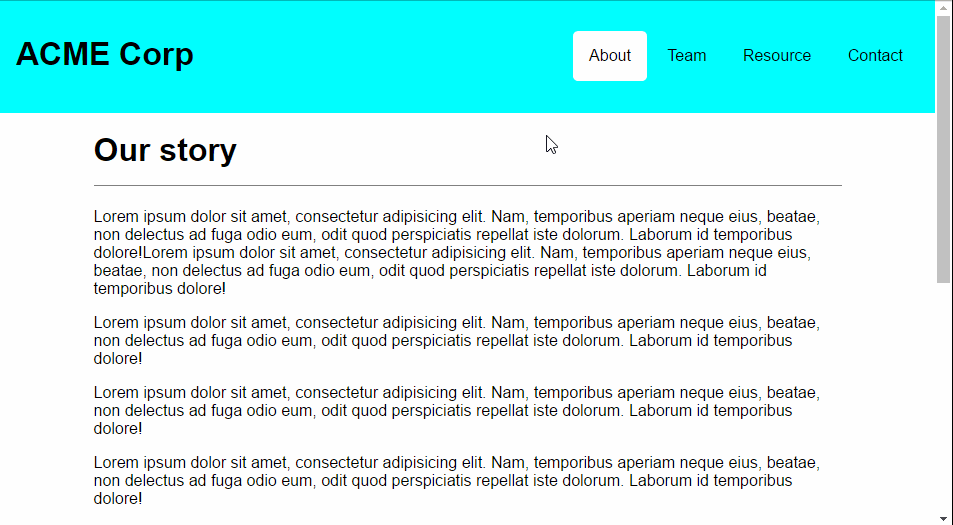 ACME Corp
About Team Resource Contact
Our story
Lorem ipsum dolor sit amet, consectetur adipisicing elit. Nam, temporibus aperiam neque eius, beatae,
non delectus ad fuga odio eum, odit quod perspiciatis repellat iste dolorum. Laborum id temporibus
dolore!Lorem ipsum dolor sit amet, consectetur adipisicing elit. Nam, temporibus aperiam neque eius,
beatae, non delectus ad fuga odio eum, odit quod perspiciatis repellat iste dolorum. Laborum id
temporibus dolore!
Lorem ipsum dolor sit amet, consectetur adipisicing elit. Nam, temporibus aperiam neque eius, beatae,
non delectus ad fuga odio eum, odit quod perspiciatis repellat iste dolorum. Laborum id temporibus
dolore!
Lorem ipsum dolor sit amet, consectetur adipisicing elit. Nam, temporibus aperiam neque eius, beatae,
non delectus ad fuga odio eum, odit quod perspiciatis repellat iste dolorum. Laborum id temporibus
dolore!
Lorem ipsum dolor sit amet, consectetur adipisicing elit. Nam, temporibus aperiam neque eius, beatae,
non delectus ad fuga odio eum, odit quod perspiciatis repellat iste dolorum. Laborum id temporibus
dolore!